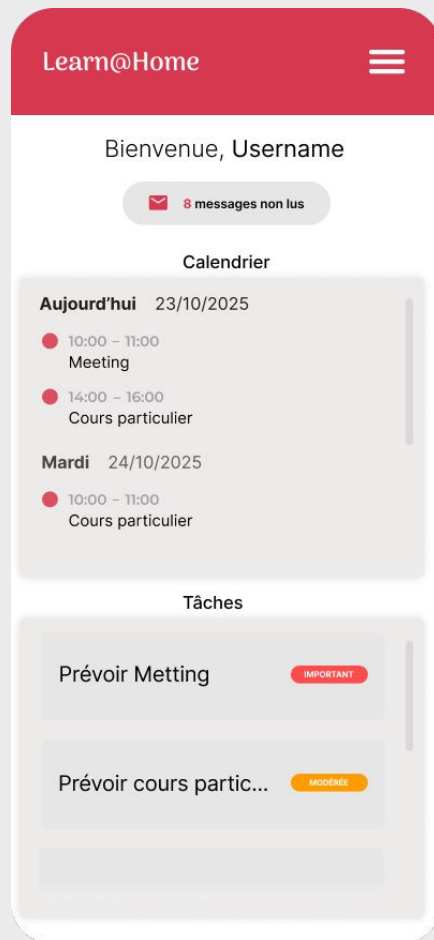 Learn@Home
Bienvenue, Username
8 messages non lus
Calendrier
Aujourd'hui 23/10/2025
10:00 – 11:00
Meeting
14:00 – 16:00
Cours particulier
Mardi 24/10/2025
10:00 – 11:00
Cours particulier
Tâches
Prévoir Metting IMPORTANT
Prévoir cours partic... MODÉRÉE